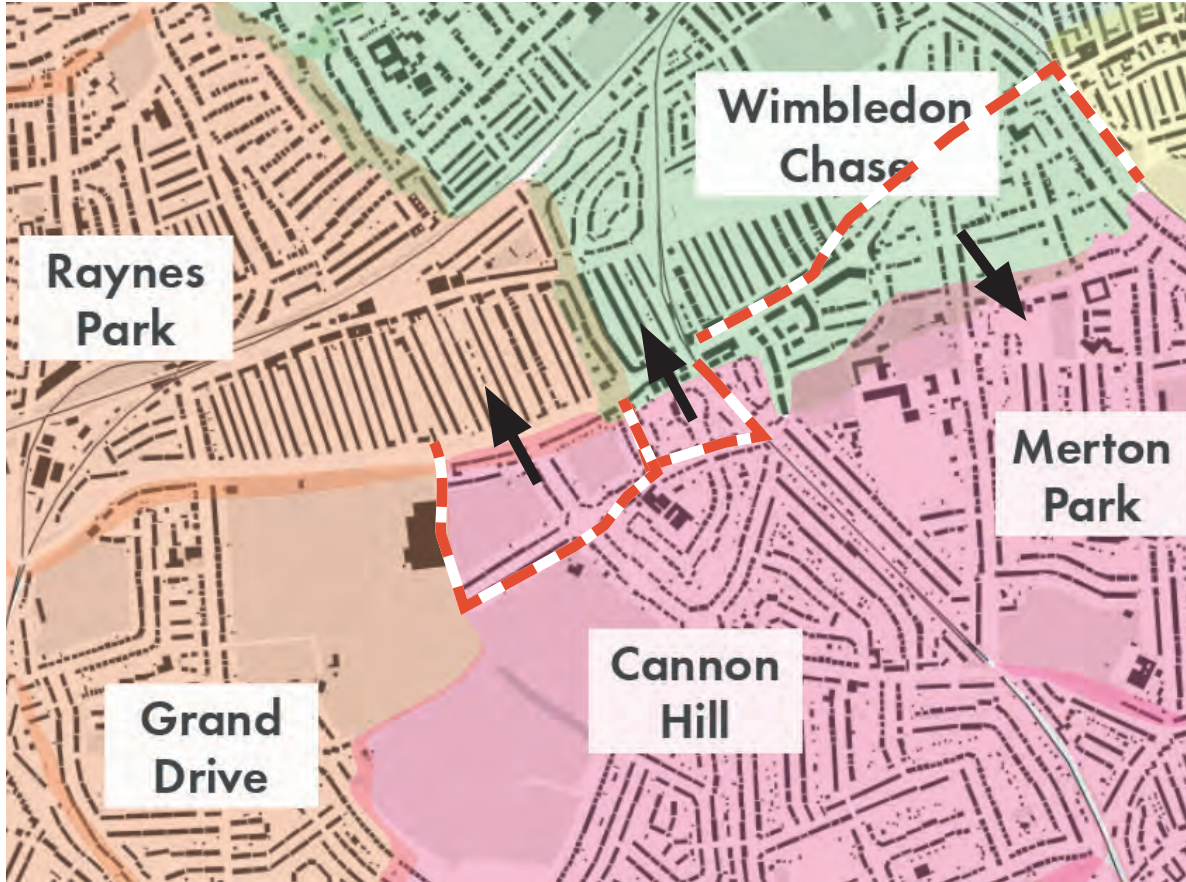 Wimbledon
Chase
Raynes
Park
Merton
Park
Cannon
Hill
Grand
Drive